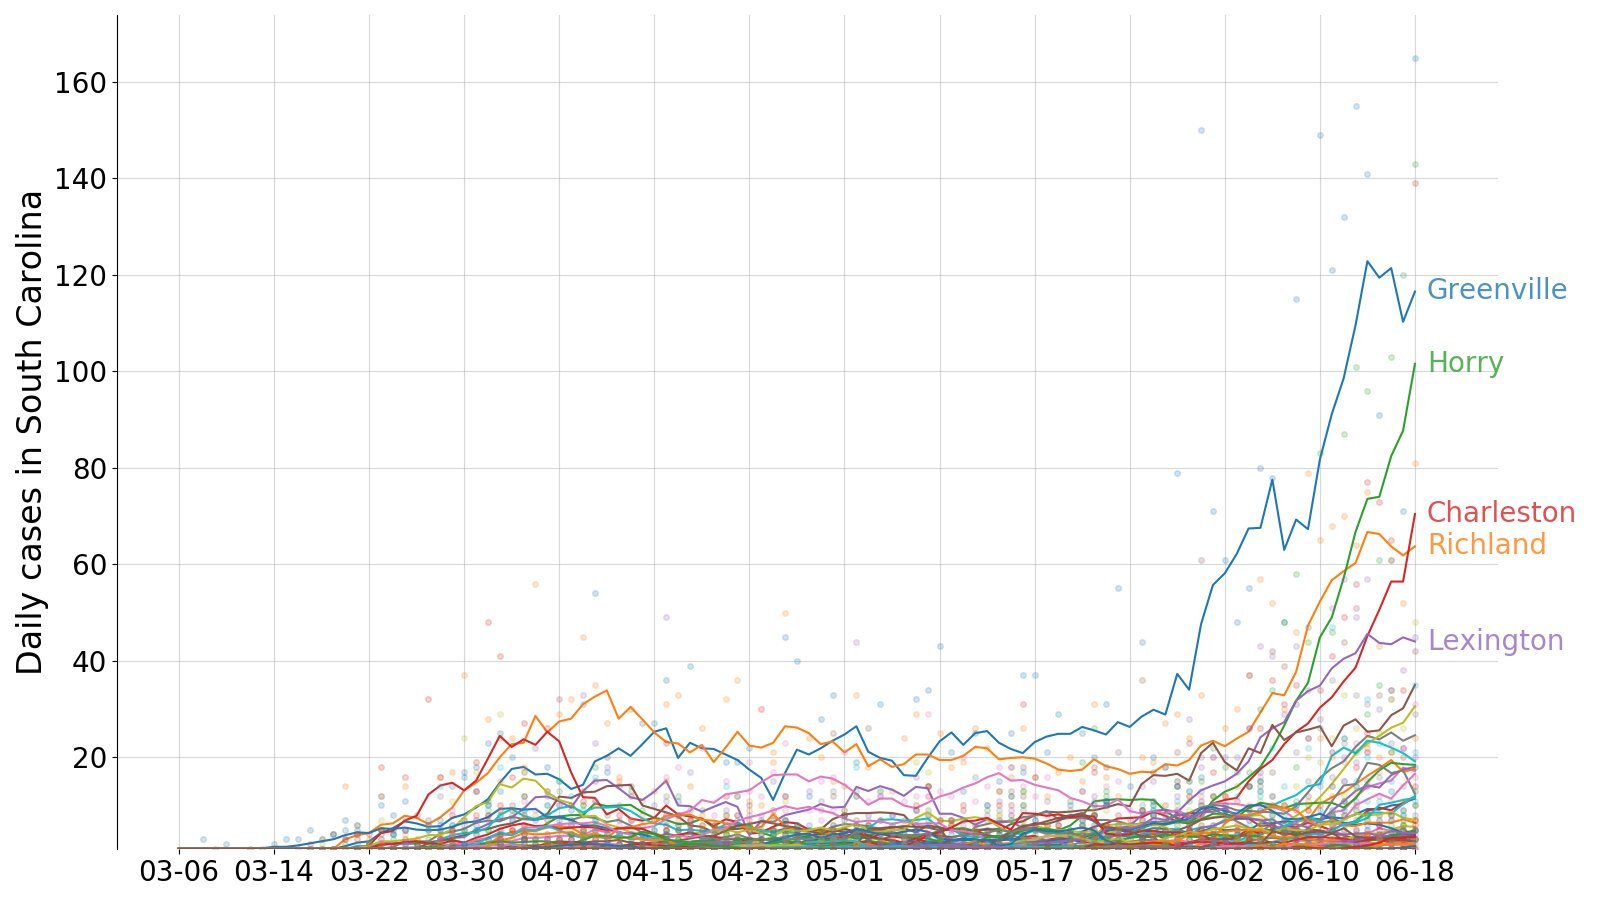 Daily cases in South Carolina
160
140
120
100
80
60
40
20
Greenville
Horry
Charleston
Richland
Lexington
03-06 03-14 03-22 03-30 04-07 04-15 04-23 05-01 05-09 05-17 05-25 06-02 06-10 06-18